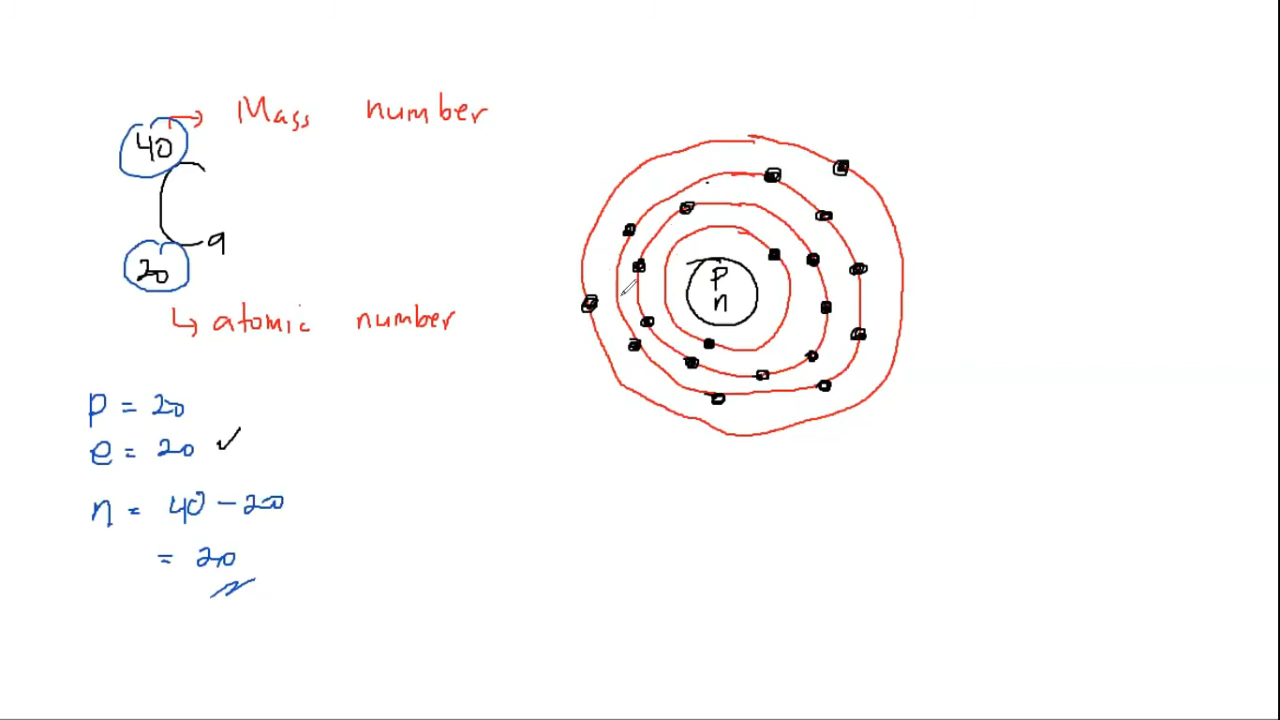 40 → Mass number
Ca
20
↳ atomic number
P = 20
e = 20 ✓
n = 40 - 20
= 20
P
n